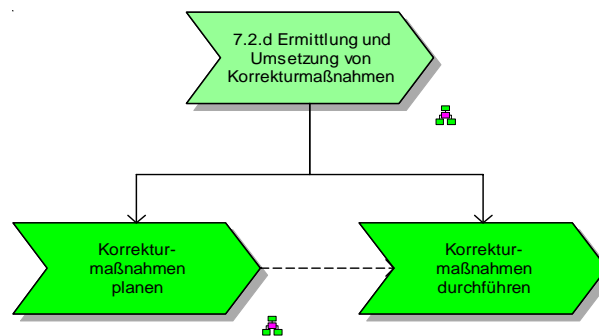 7.2.d Ermittlung und
Umsetzung von
Korrekturmaßnahmen
Korrektur-
maßnahmen
planen
Korrektur-
maßnahmen
durchführen